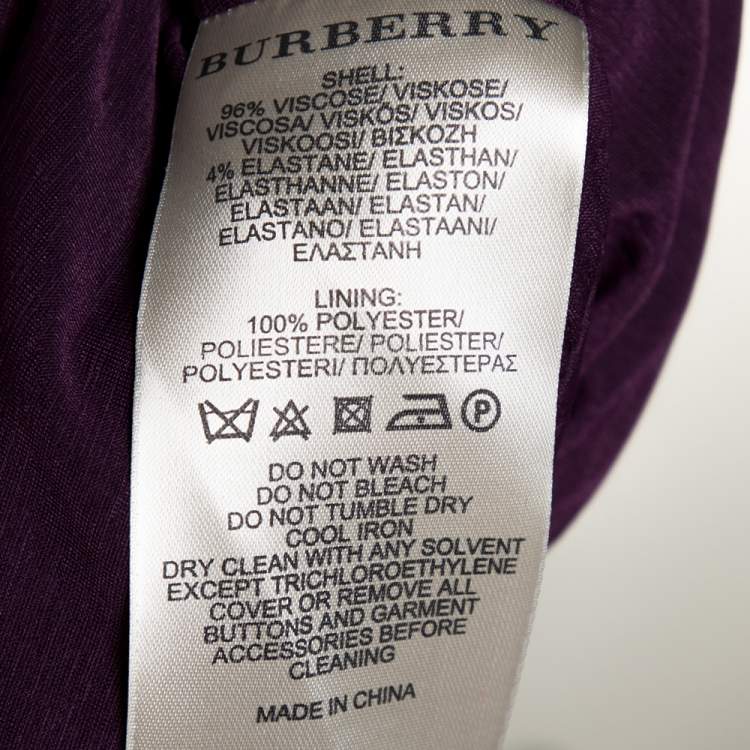 BURBERRY
SHELL:
96% VISCOSE/ VISKOSE/
VISCOSA/ VISKÓS/ VISKOS/
VISKOOSI/ ΒΙΣΚΟΖΗ
4% ELASTANE/ ELASTHAN/
ELASTHANNE/ ELASTON/
ELASTAAN/ ELASTAN/
ELASTANO/ ELASTAANI/
ΕΛΑΣΤΑΝΗ
LINING:
100% POLYESTER/
POLIESTERE/ POLIESTER/
POLYESTERI/ ΠΟΛΥΕΣΤΕΡΑΣ
P
DO NOT WASH
DO NOT BLEACH
DO NOT TUMBLE DRY
COOL IRON
DRY CLEAN WITH ANY SOLVENT
EXCEPT TRICHLOROETHYLENE
COVER OR REMOVE ALL
BUTTONS AND GARMENT
ACCESSORIES BEFORE
CLEANING
MADE IN CHINA